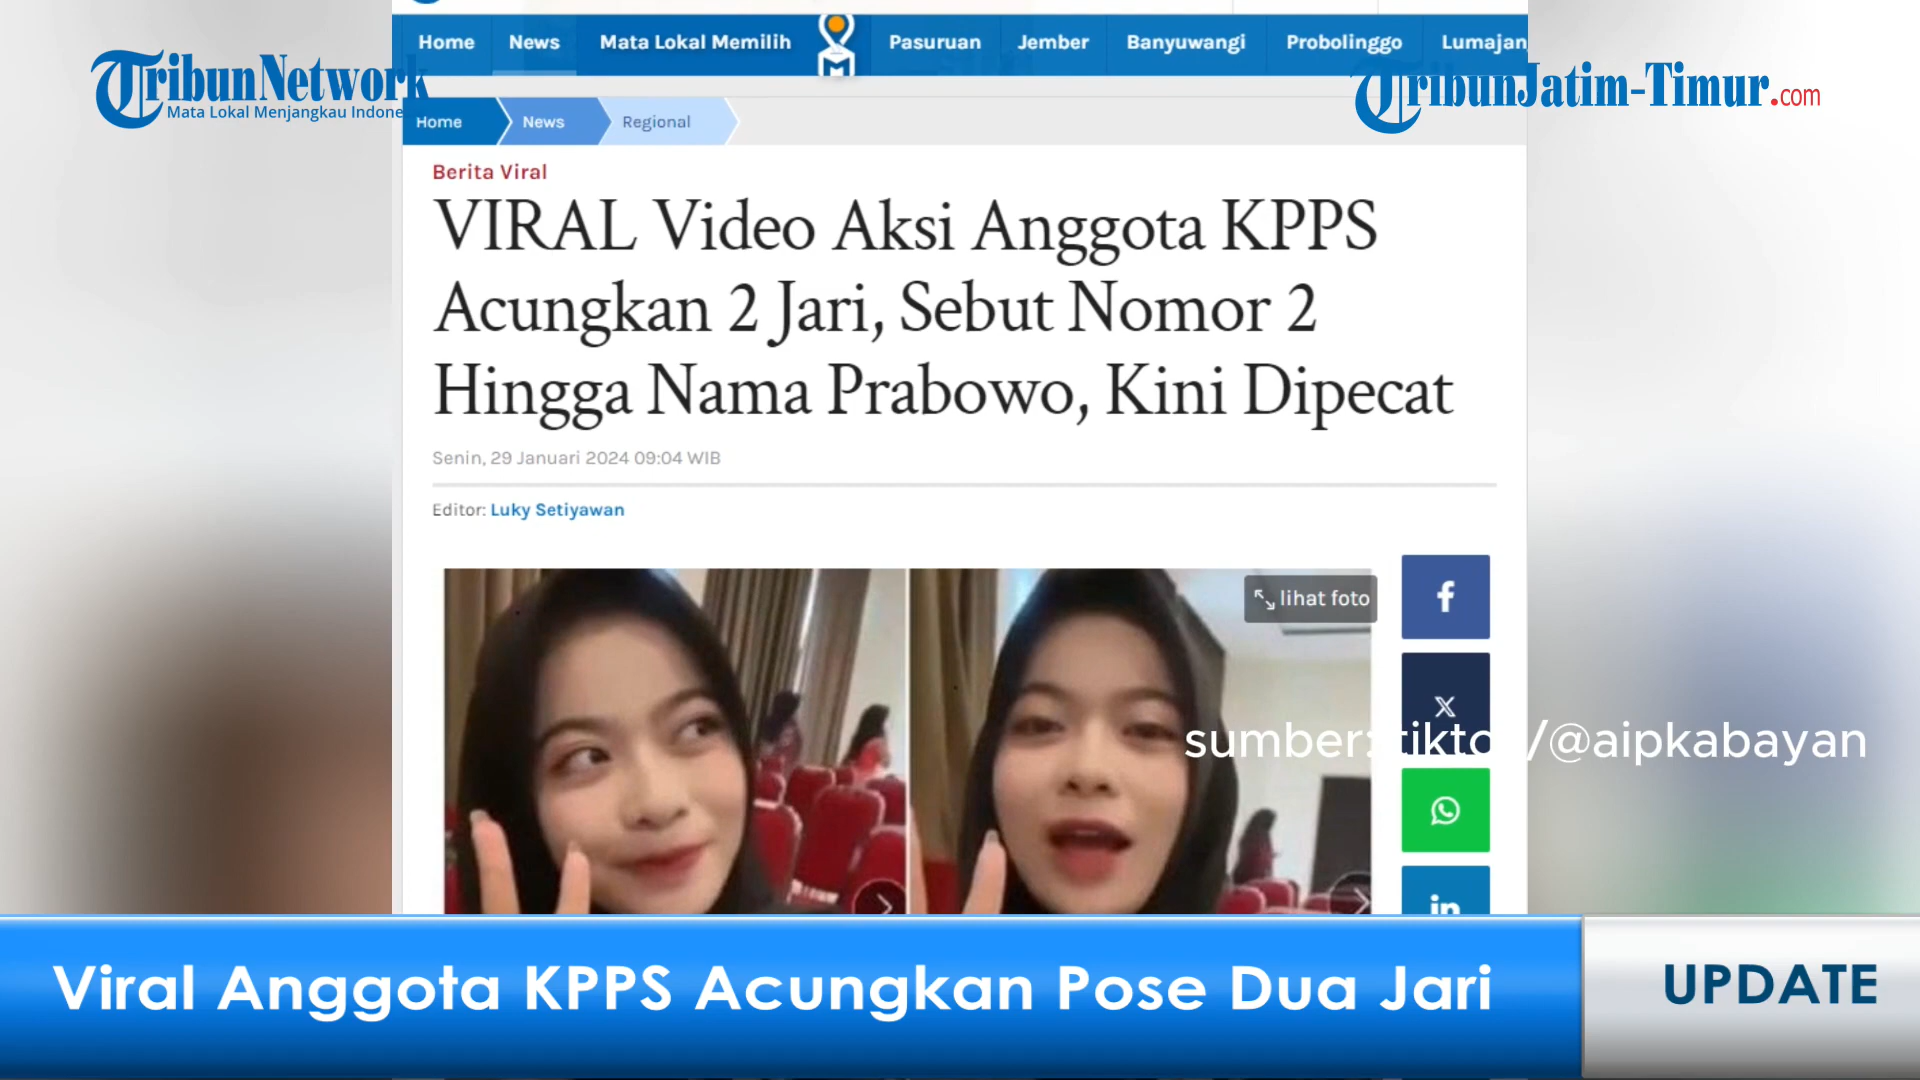 Home News Mata Lokal Memilih Pasuruan Jember Banyuwangi Probolinggo Lumajan
TribunNetwork
Mata Lokal Menjangkau Indone
TribunJatim-Timur.com
Home News Regional
Berita Viral
VIRAL Video Aksi Anggota KPPS
Acungkan 2 Jari, Sebut Nomor 2
Hingga Nama Prabowo, Kini Dipecat
Senin, 29 Januari 2024 09:04 WIB
Editor: Luky Setiyawan
lihat foto
sumber: tikto /@aipkabayan
Viral Anggota KPPS Acungkan Pose Dua Jari
UPDATE